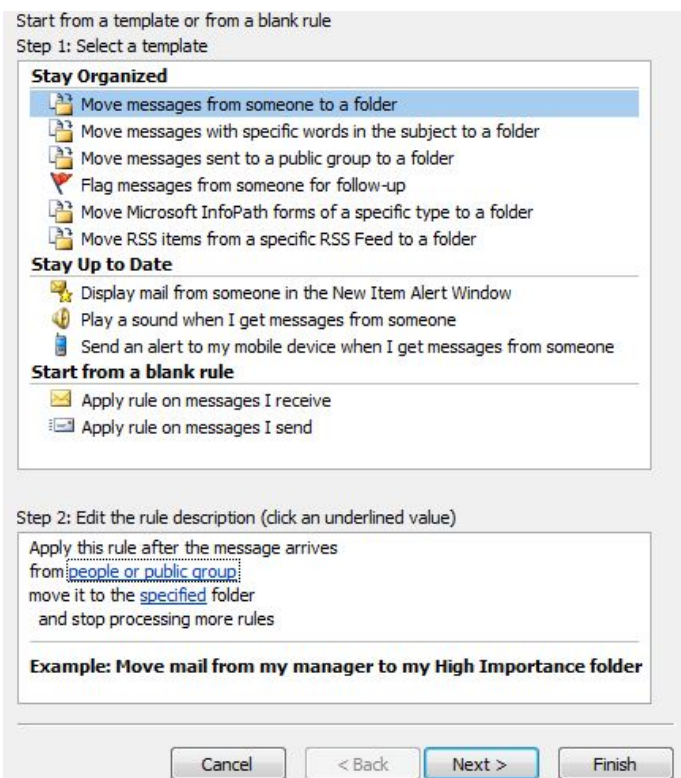 Start from a template or from a blank rule
Step 1: Select a template
Stay Organized
Move messages from someone to a folder
Move messages with specific words in the subject to a folder
Move messages sent to a public group to a folder
Flag messages from someone for follow-up
Move Microsoft InfoPath forms of a specific type to a folder
Move RSS items from a specific RSS Feed to a folder
Stay Up to Date
Display mail from someone in the New Item Alert Window
Play a sound when I get messages from someone
Send an alert to my mobile device when I get messages from someone
Start from a blank rule
Apply rule on messages I receive
Apply rule on messages I send
Step 2: Edit the rule description (click an underlined value)
Apply this rule after the message arrives
from people or public group
move it to the specified folder
and stop processing more rules
Example: Move mail from my manager to my High Importance folder
Cancel < Back Next > Finish